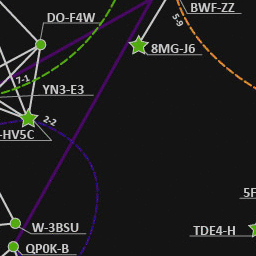 DO-F4W
BWF-ZZ
5-9
8MG-J6
7-1
YN3-E3
2-2
-HV5C
5F
W-3BSU
TDE4-H
QP0K-B